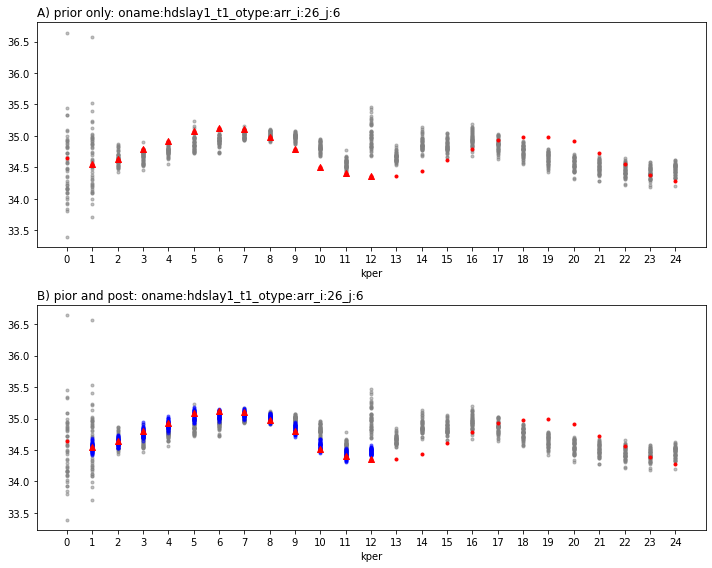 A) prior only: oname:hdslay1_t1_otype:arr_i:26_j:6
36.5
36.0
35.5
35.0
34.5
34.0
33.5
0 1 2 3 4 5 6 7 8 9 10 11 12 13 14 15 16 17 18 19 20 21 22 23 24
kper
B) pior and post: oname:hdslay1_t1_otype:arr_i:26_j:6
36.5
36.0
35.5
35.0
34.5
34.0
33.5
0 1 2 3 4 5 6 7 8 9 10 11 12 13 14 15 16 17 18 19 20 21 22 23 24
kper